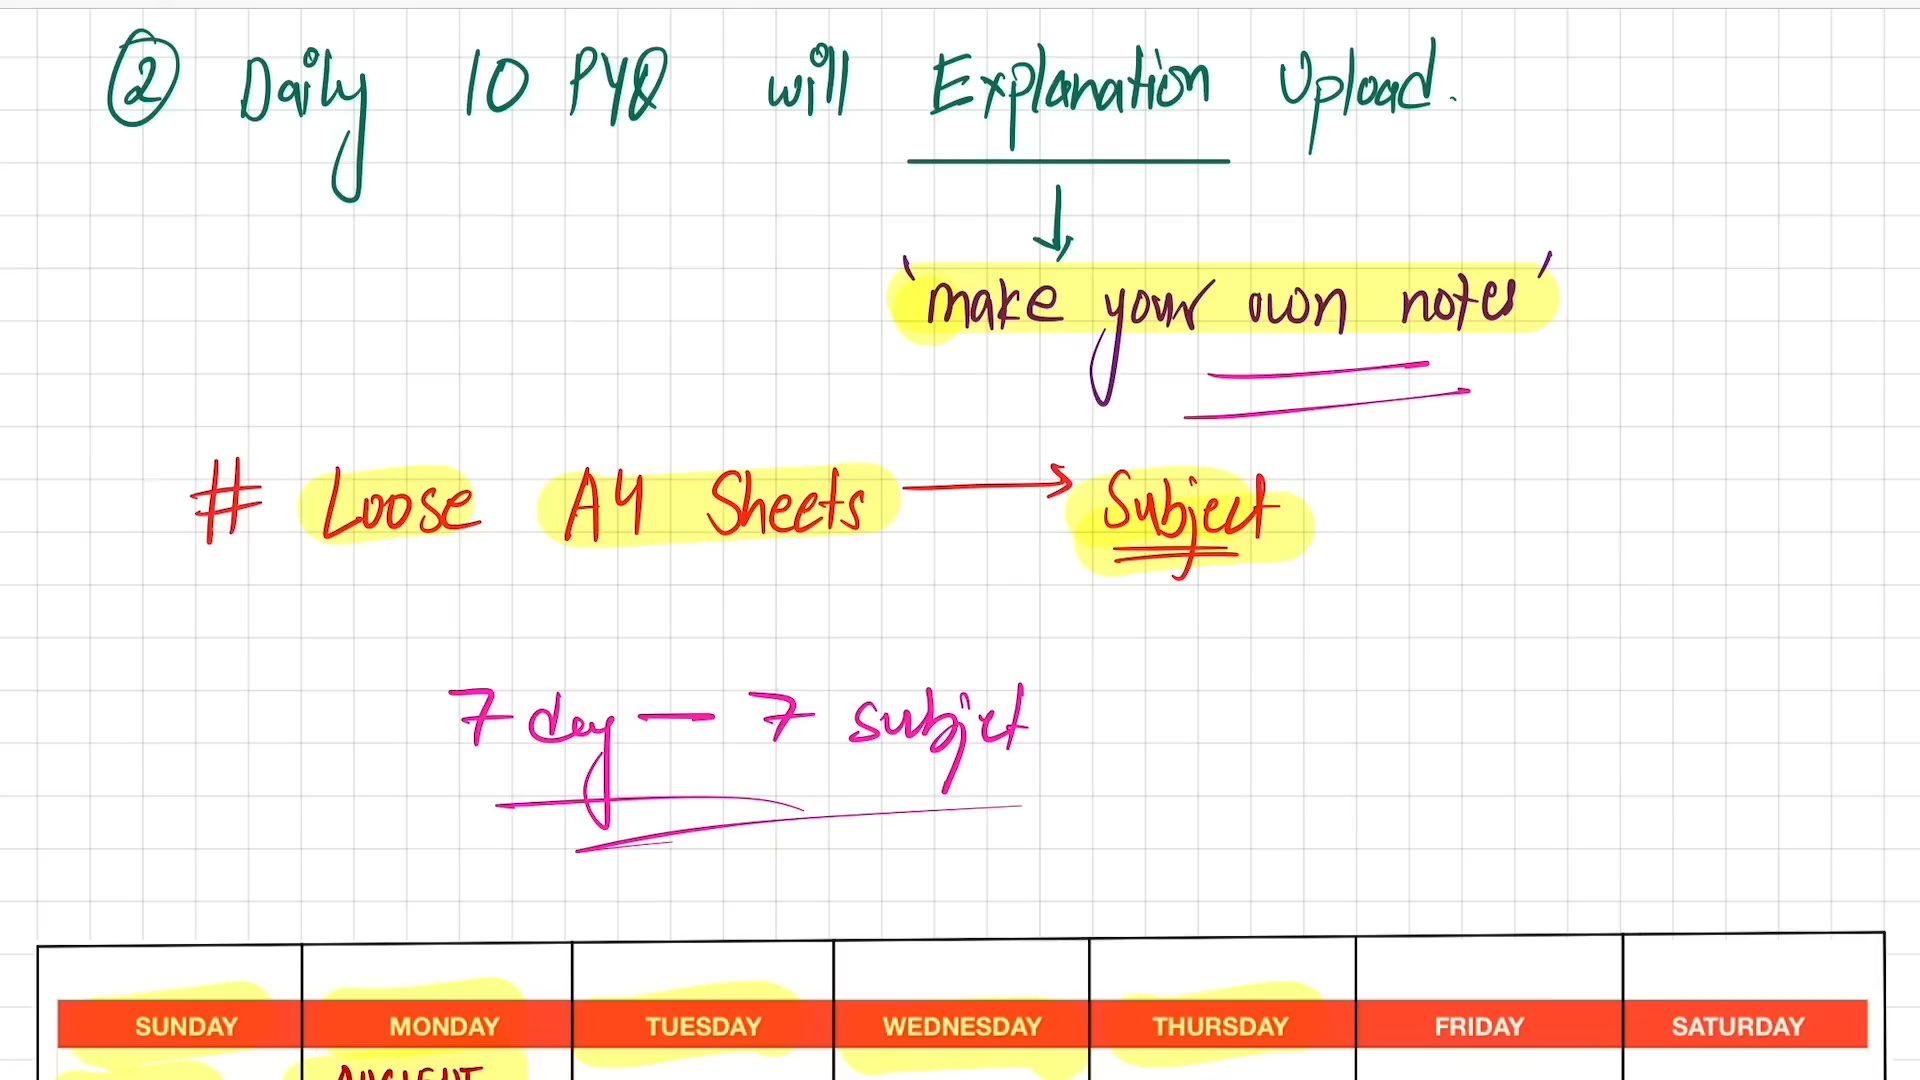 ② Daily 10 PYQ will Explanation Upload.
'make your own notes'
# Loose A4 Sheets → Subject
7 day — 7 subject
SUNDAY MONDAY TUESDAY WEDNESDAY THURSDAY FRIDAY SATURDAY